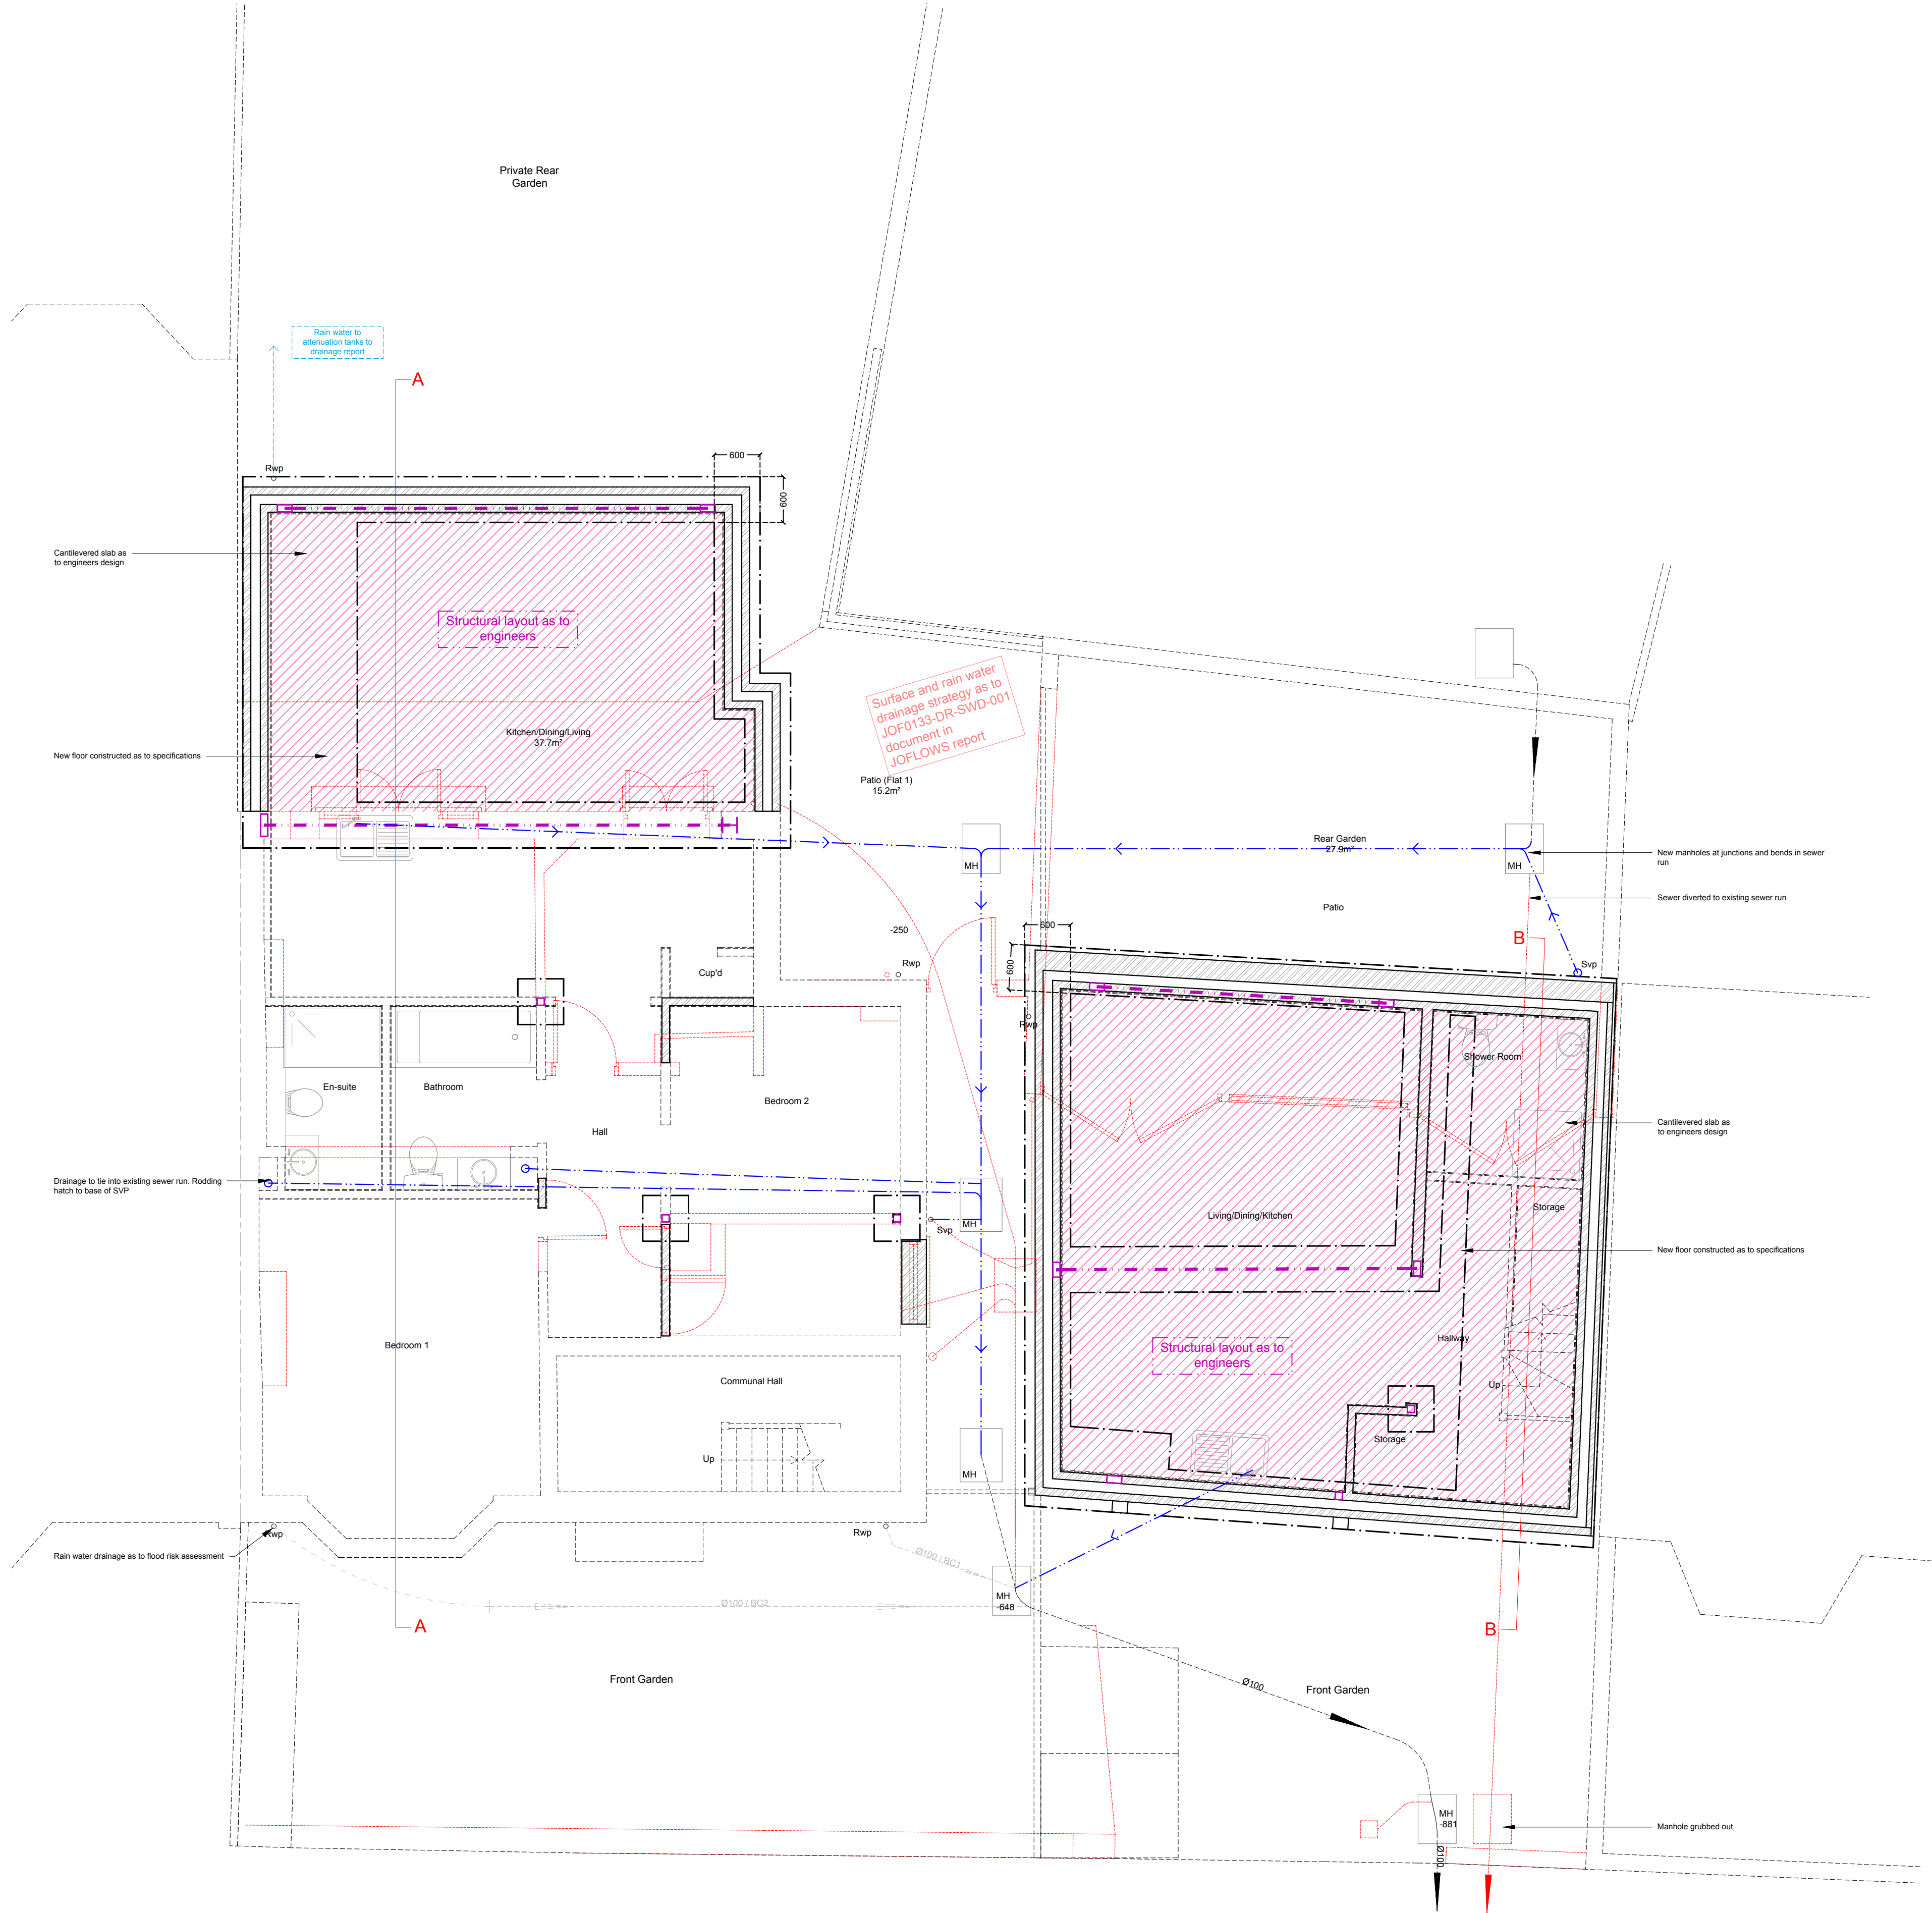 Private Rear
Garden
Rain water to
attenuation tanks to
drainage report
A
Rwp
600
600
Cantilevered slab as
to engineers design
Structural layout as to
engineers
Surface and rain water
drainage strategy as to
JOF0133-DR-SWD-001
document in
JOFLOWS report
Kitchen/Dining/Living
37.7m²
New floor constructed as to specifications
Patio (Flat 1)
15.2m²
Rear Garden
27.9m²
MH
MH
New manholes at junctions and bends in sewer
run
Sewer diverted to existing sewer run
Patio
-250
600
B
Rwp
600
Svp
Cup'd
Rwp
Shower Room
En-suite
Bathroom
Bedroom 2
Hall
Cantilevered slab as
to engineers design
Drainage to tie into existing sewer run. Rodding
hatch to base of SVP
Storage
Living/Dining/Kitchen
MH
Svp
New floor constructed as to specifications
Bedroom 1
Hallway
Structural layout as to
engineers
Communal Hall
Up
Storage
Up
MH
Rwp
Rwp
Rain water drainage as to flood risk assessment
Ø100 / BC1
MH
-648
Ø100 / BC2
A
B
Front Garden
Ø100
Front Garden
MH
-881
Manhole grubbed out
Ø100